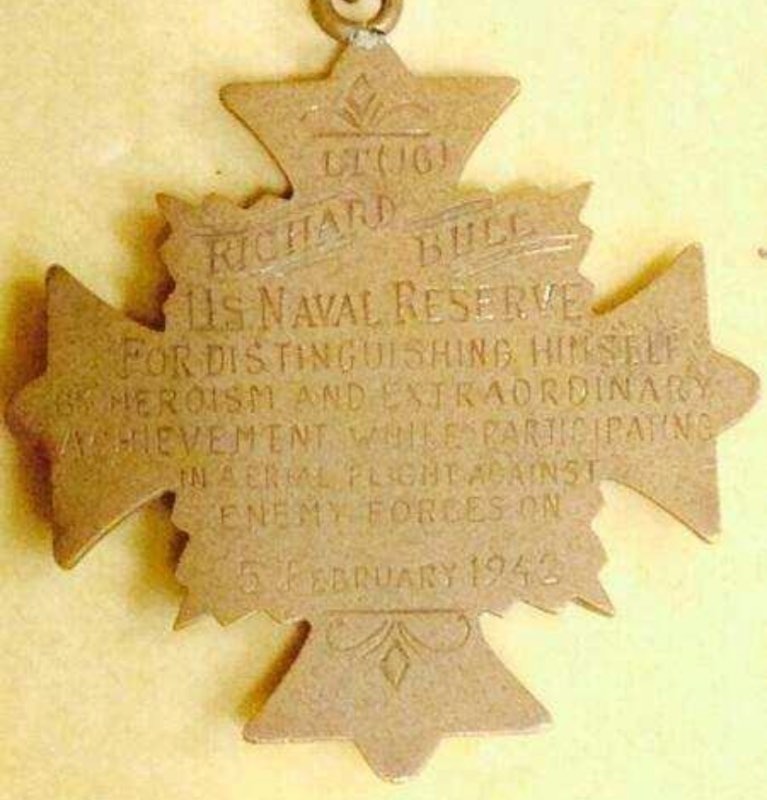 LT(JG)
RICHARD BULL
US NAVAL RESERVE
FOR DISTINGUISHING HIMSELF
BY HEROISM AND EXTRAORDINARY
ACHIEVEMENT WHILE PARTICIPATING
IN AERIAL FLIGHT AGAINST
ENEMY FORCES ON
5 FEBRUARY 1942